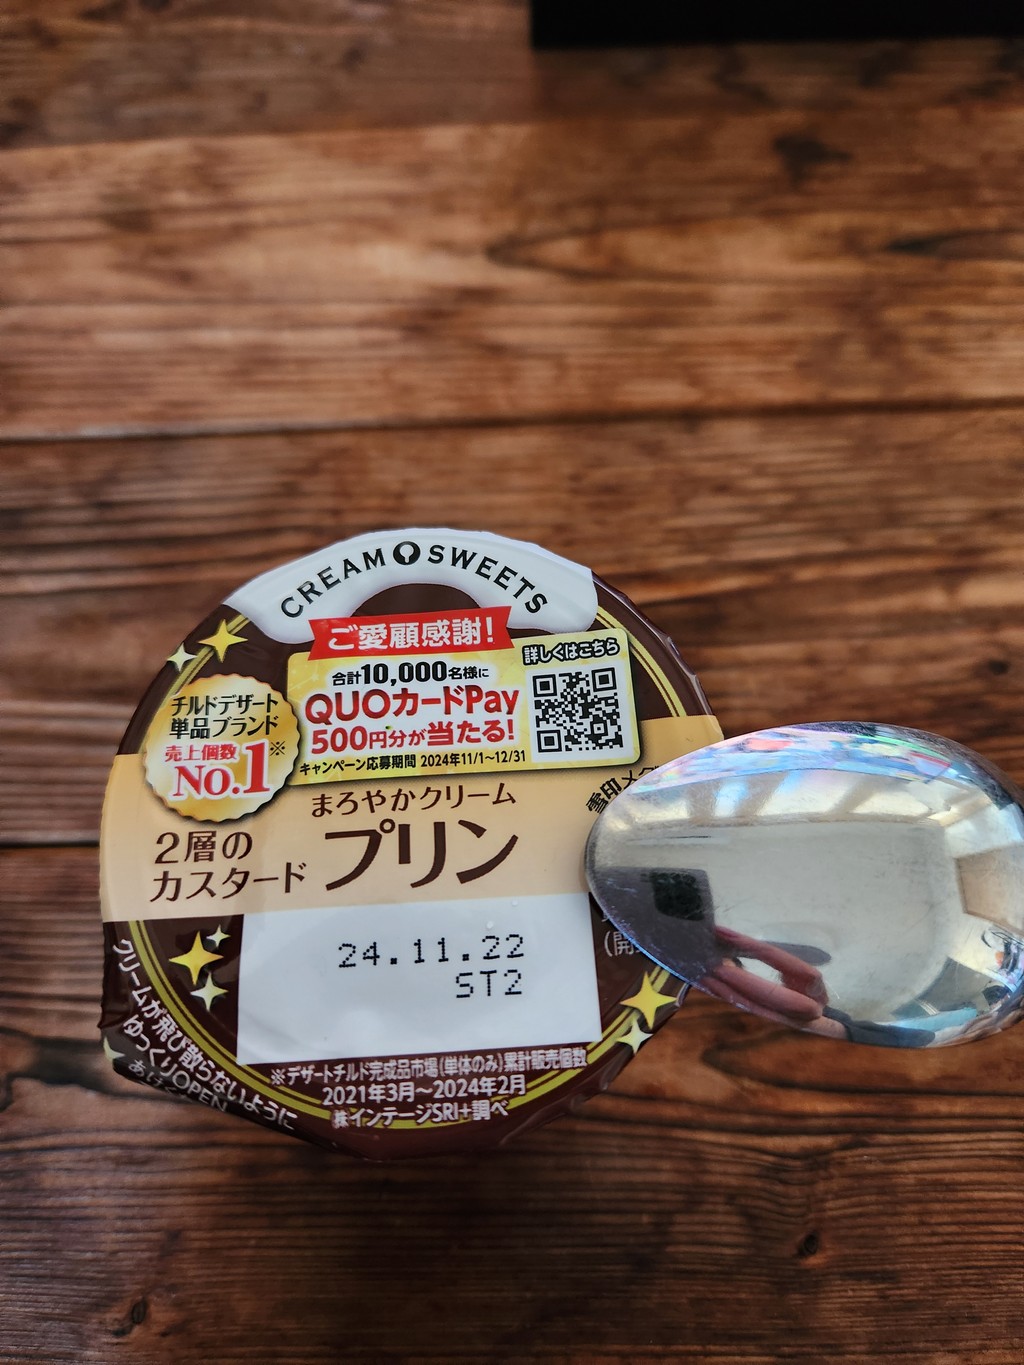 CREAM SWEETS
ご愛顧感謝!
合計10,000名様に
QUOカードPay
500円分が当たる!
キャンペーン応募期間 2024年11/1~12/31
詳しくはこちら
チルドデザート
単品ブランド
売上個数
No.1※
まろやかクリーム
プリン
2層の
カスタード
雪印メグ
24.11.22
ST2
(開
クリームが飛び散らないように
ゆっくりOPEN
※デザートチルド完成品市場(単体のみ)累計販売個数
2021年3月~2024年2月
㈱インテージSRI+調べ